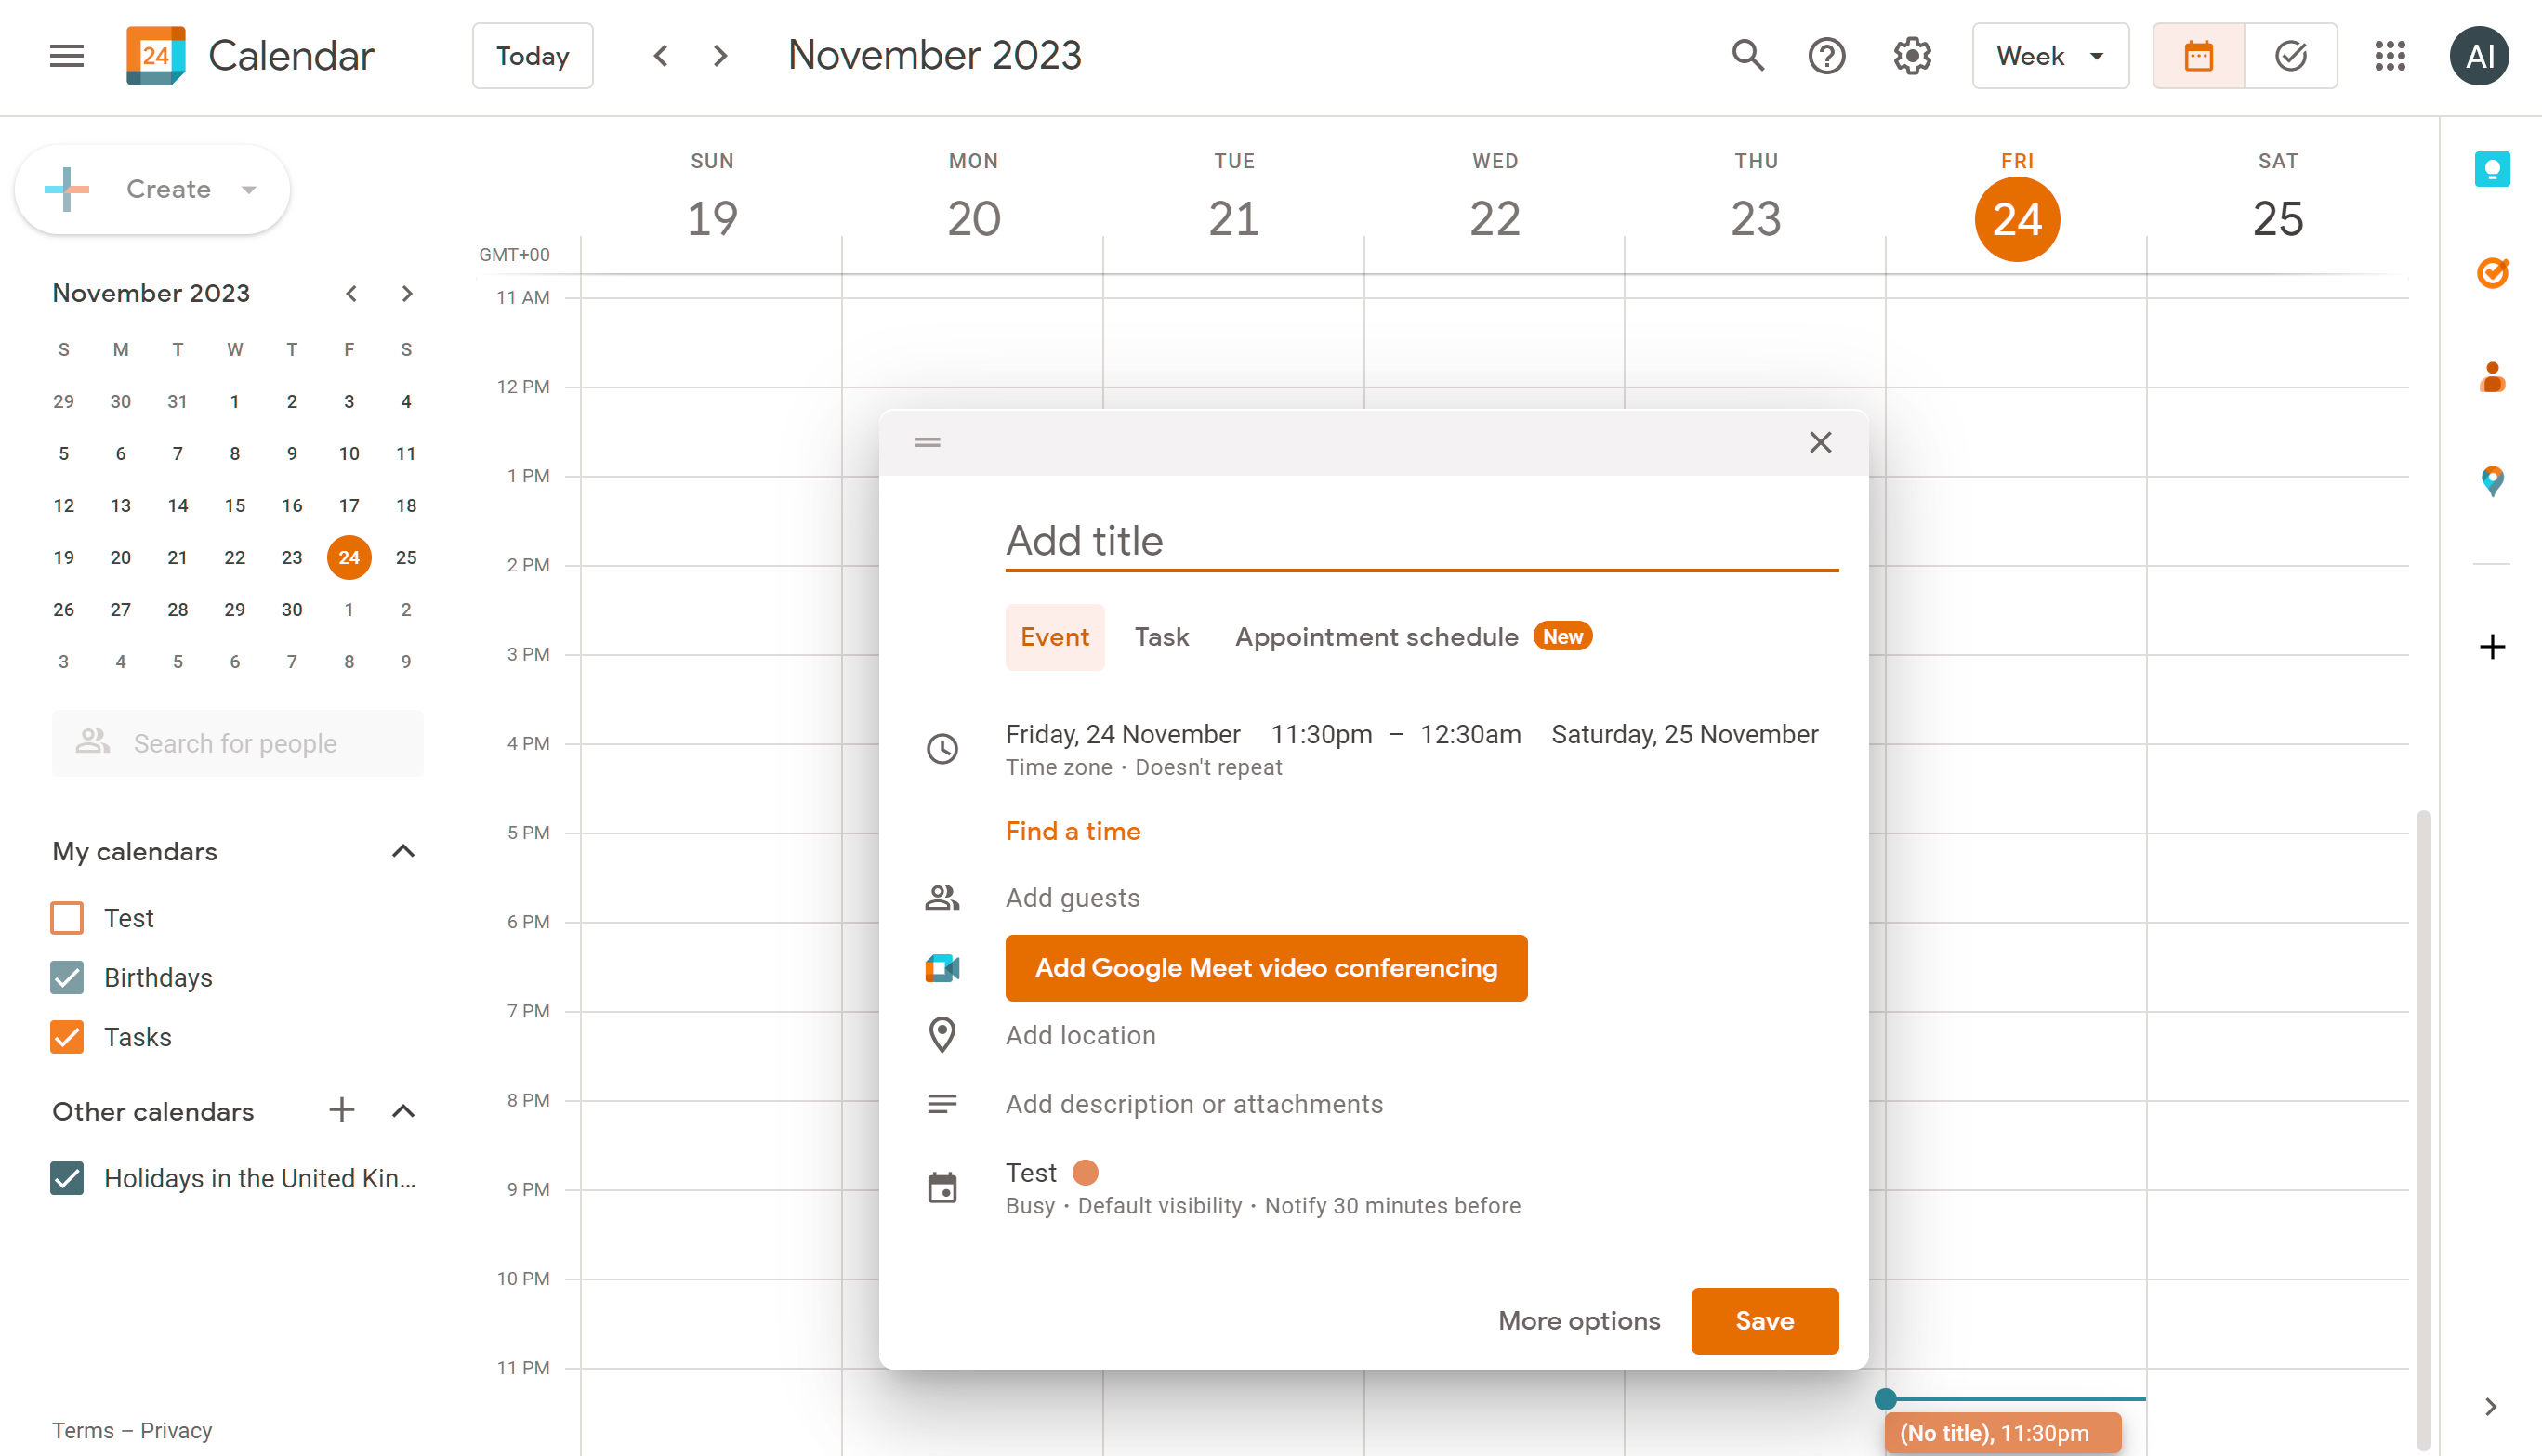 24 Calendar Today November 2023 Week AI
Create
SUN MON TUE WED THU FRI SAT
19 20 21 22 23 24 25
GMT+00
November 2023
S M T W T F S
29 30 31 1 2 3 4
5 6 7 8 9 10 11
12 13 14 15 16 17 18
19 20 21 22 23 24 25
26 27 28 29 30 1 2
3 4 5 6 7 8 9
Search for people
My calendars
Test
Birthdays
Tasks
Other calendars
Holidays in the United Kin...
Terms – Privacy
11 AM
12 PM
1 PM
2 PM
3 PM
4 PM
5 PM
6 PM
7 PM
8 PM
9 PM
10 PM
11 PM
Add title
Event Task Appointment schedule New
Friday, 24 November 11:30pm – 12:30am Saturday, 25 November
Time zone · Doesn't repeat
Find a time
Add guests
Add Google Meet video conferencing
Add location
Add description or attachments
Test
Busy · Default visibility · Notify 30 minutes before
More options Save
(No title), 11:30pm